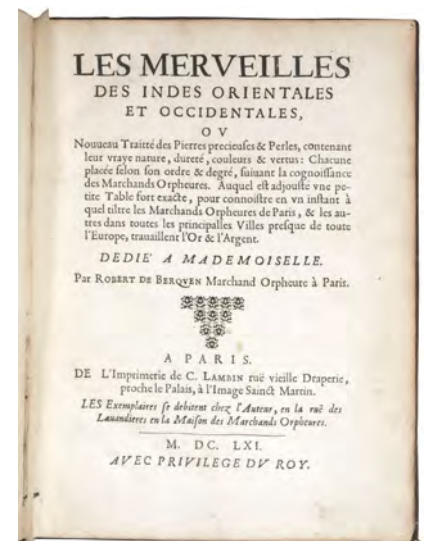 LES MERVEILLES
DES INDES ORIENTALES
ET OCCIDENTALES,
OV
Nouueau Traitté des Pierres precieuses & Perles, contenant
leur vraye nature, dureté, couleurs & vertus: Chacune
placée selon son ordre & degré, suiuant la cognoissance
des Marchands Orpheures. Auquel est adjousté vne pe-
tite Table fort exacte, pour connoistre en vn instant à
quel tiltre les Marchands Orpheures de Paris, & les au-
tres dans toutes les principales Villes presque de toute
l'Europe, trauaillent l'Or & l'Argent.
DEDIE' A MADEMOISELLE.
Par ROBERT DE BERQVEN Marchand Orpheure à Paris.
A PARIS.
DE L'Imprimerie de C. LAMBIN ruë vieille Draperie,
proche le Palais, à l'Image Sainct Martin.
LES Exemplaires se debitent chez l'Auteur, en la ruë des
Lauandieres en la Maison des Marchands Orpheures.
M. DC. LXI.
AVEC PRIVILEGE DV ROY.